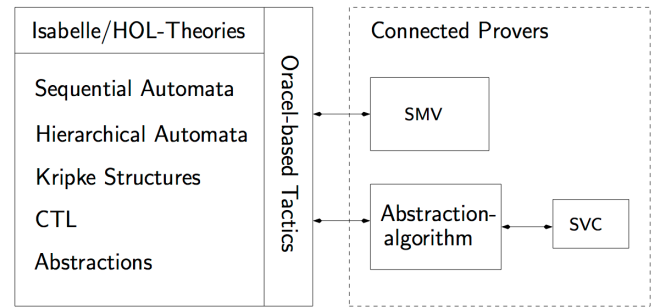 Isabelle/HOL-Theories
Sequential Automata
Hierarchical Automata
Kripke Structures
CTL
Abstractions
Oracel-based Tactics
Connected Provers
SMV
Abstraction-
algorithm
SVC